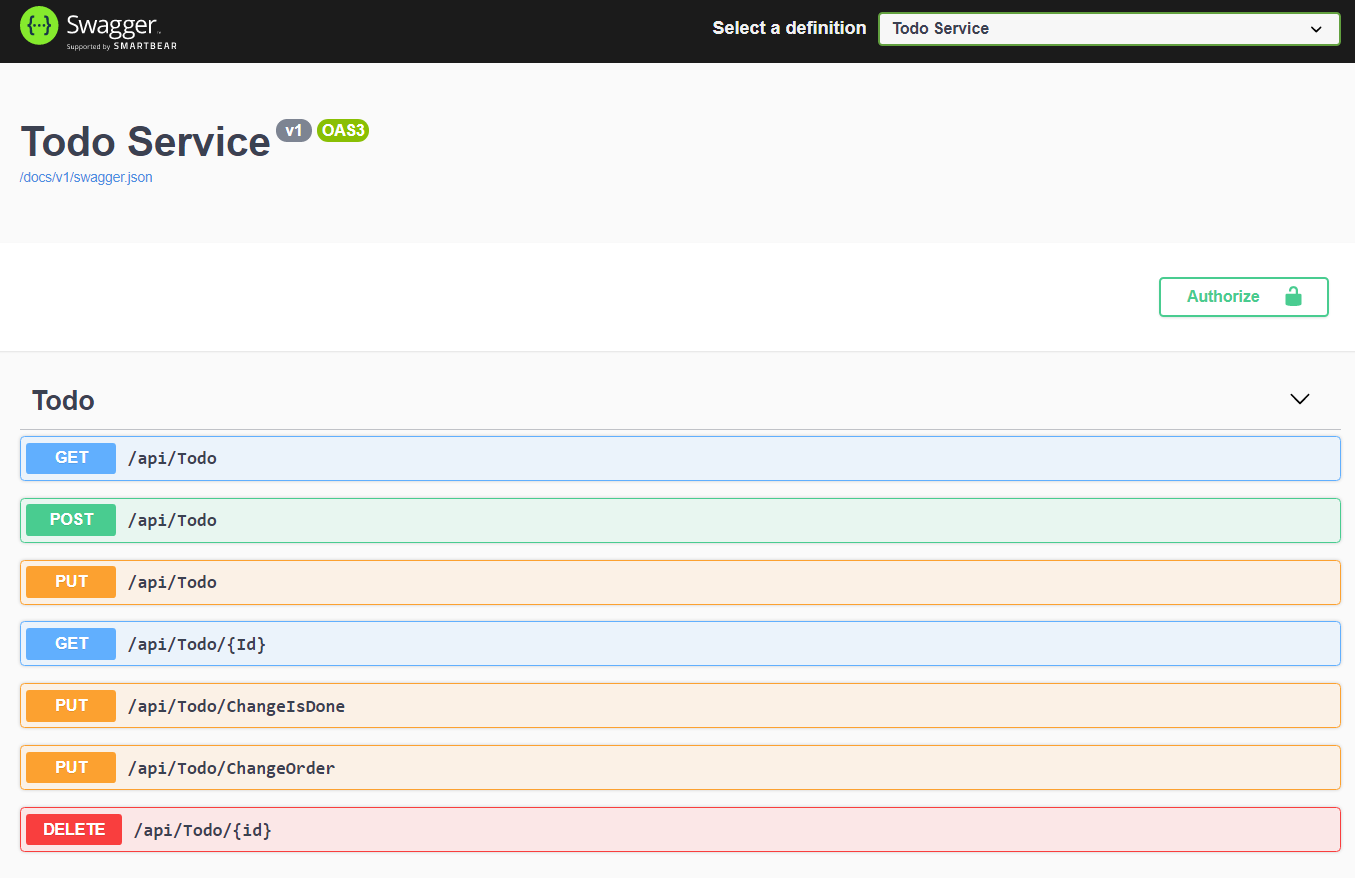 Swagger
Supported by SMARTBEAR
Select a definition
Todo Service
Todo Service v1 OAS3
/docs/v1/swagger.json
Authorize
Todo
GET /api/Todo
POST /api/Todo
PUT /api/Todo
GET /api/Todo/{Id}
PUT /api/Todo/ChangeIsDone
PUT /api/Todo/ChangeOrder
DELETE /api/Todo/{id}